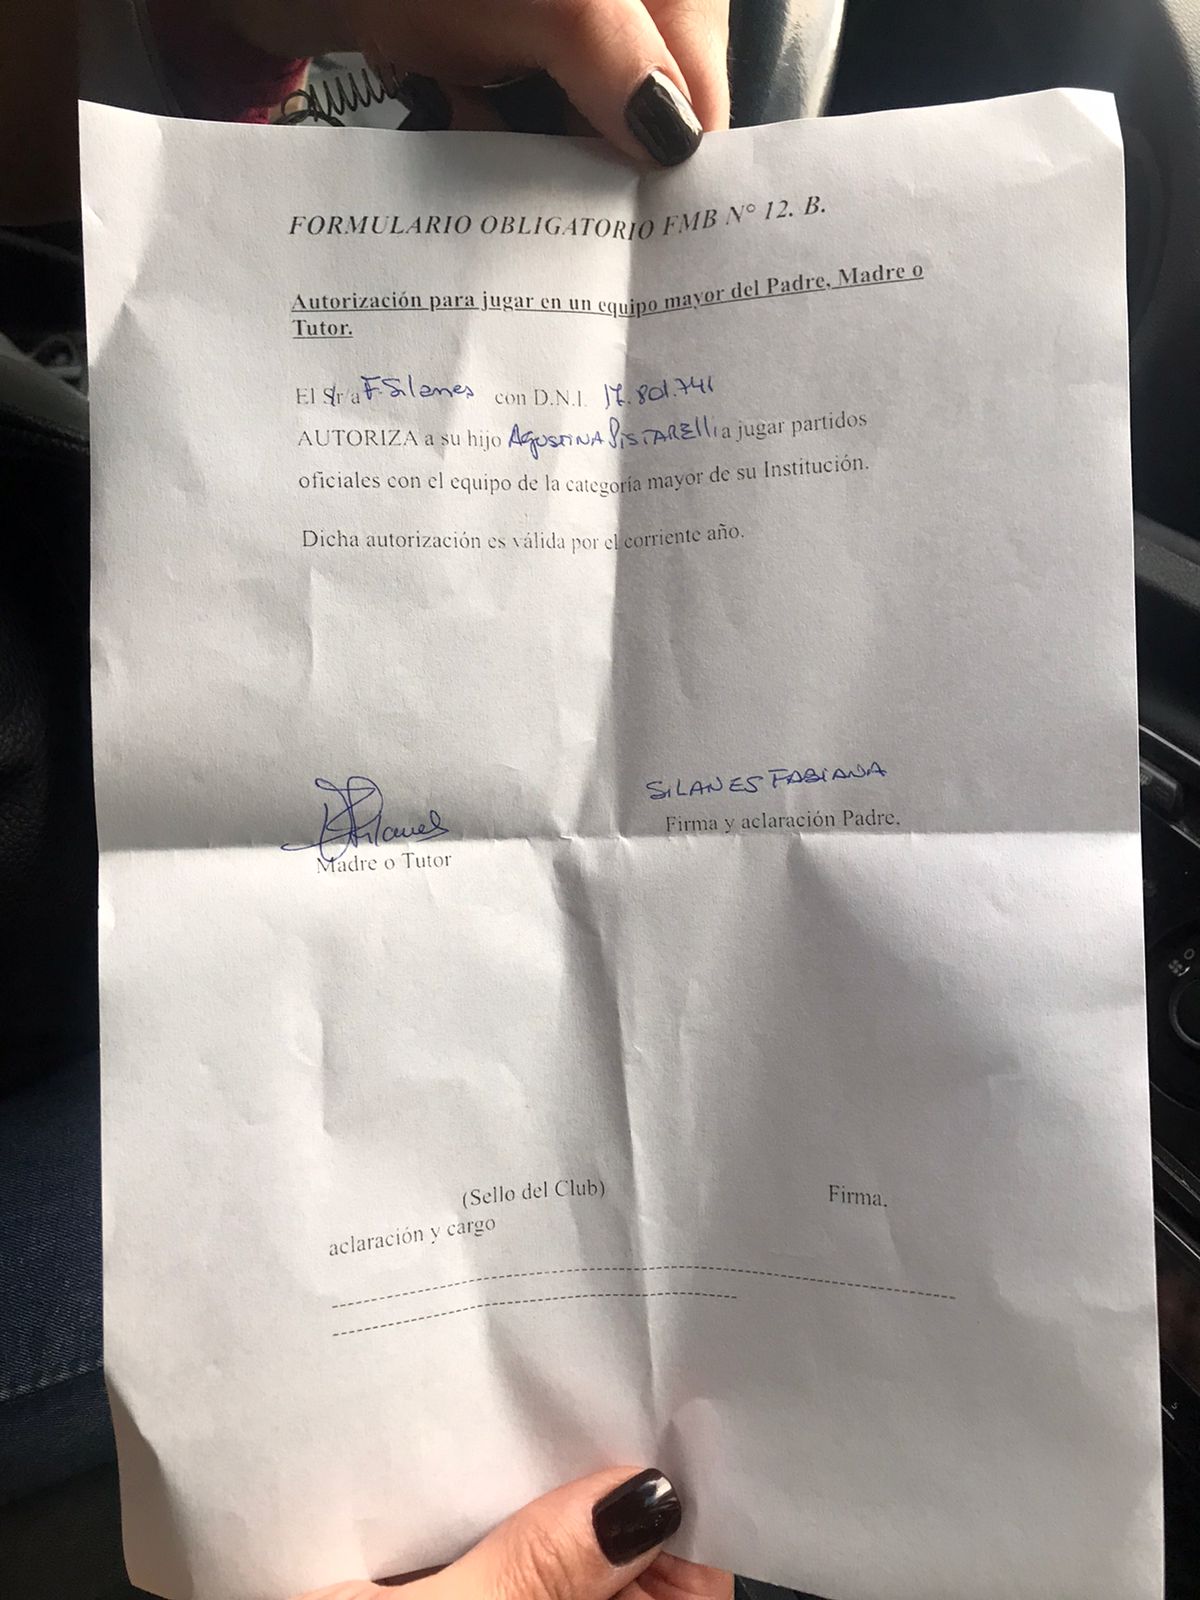 FORMULARIO OBLIGATORIO FMB N° 12. B.
Autorización para jugar en un equipo mayor del Padre, Madre o
Tutor.
El Sr/a F. Silanes con D.N.I. 17.801.741
AUTORIZA a su hijo Agustina Pistarelli a jugar partidos
oficiales con el equipo de la categoría mayor de su Institución.
Dicha autorización es válida por el corriente año.
FSilanes SILANES FABIANA
Madre o Tutor Firma y aclaración Padre.
(Sello del Club) Firma.
aclaración y cargo